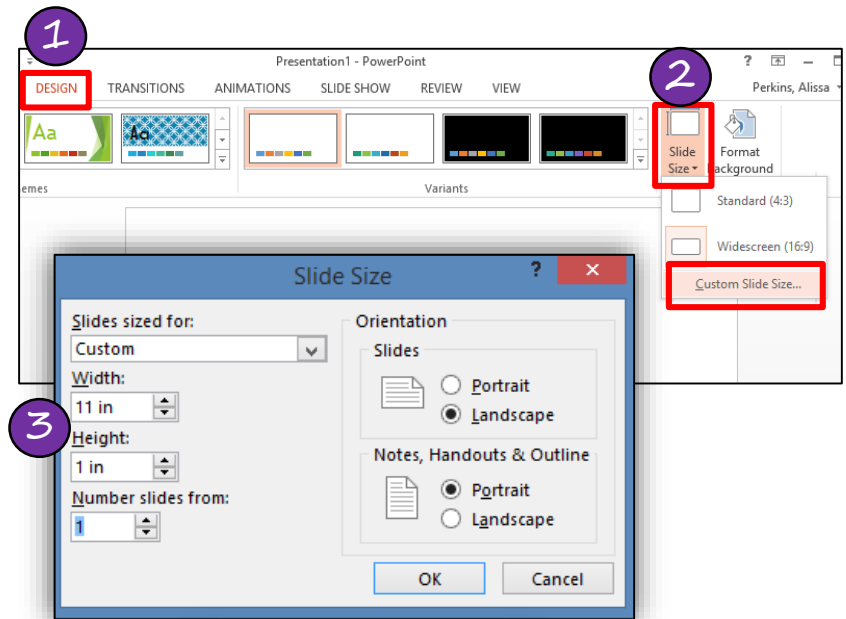 1
Presentation1 - PowerPoint
?
2
DESIGN TRANSITIONS ANIMATIONS SLIDE SHOW REVIEW VIEW
Perkins, Alissa
Aa
Aa
Slide
Size
Format
ackground
emes
Variants
Standard (4:3)
Widescreen (16:9)
Custom Slide Size...
Slide Size
?
Slides sized for:
Custom
Width:
11 in
3
Height:
1 in
Number slides from:
1
Orientation
Slides
Portrait
Landscape
Notes, Handouts & Outline
Portrait
Landscape
OK
Cancel